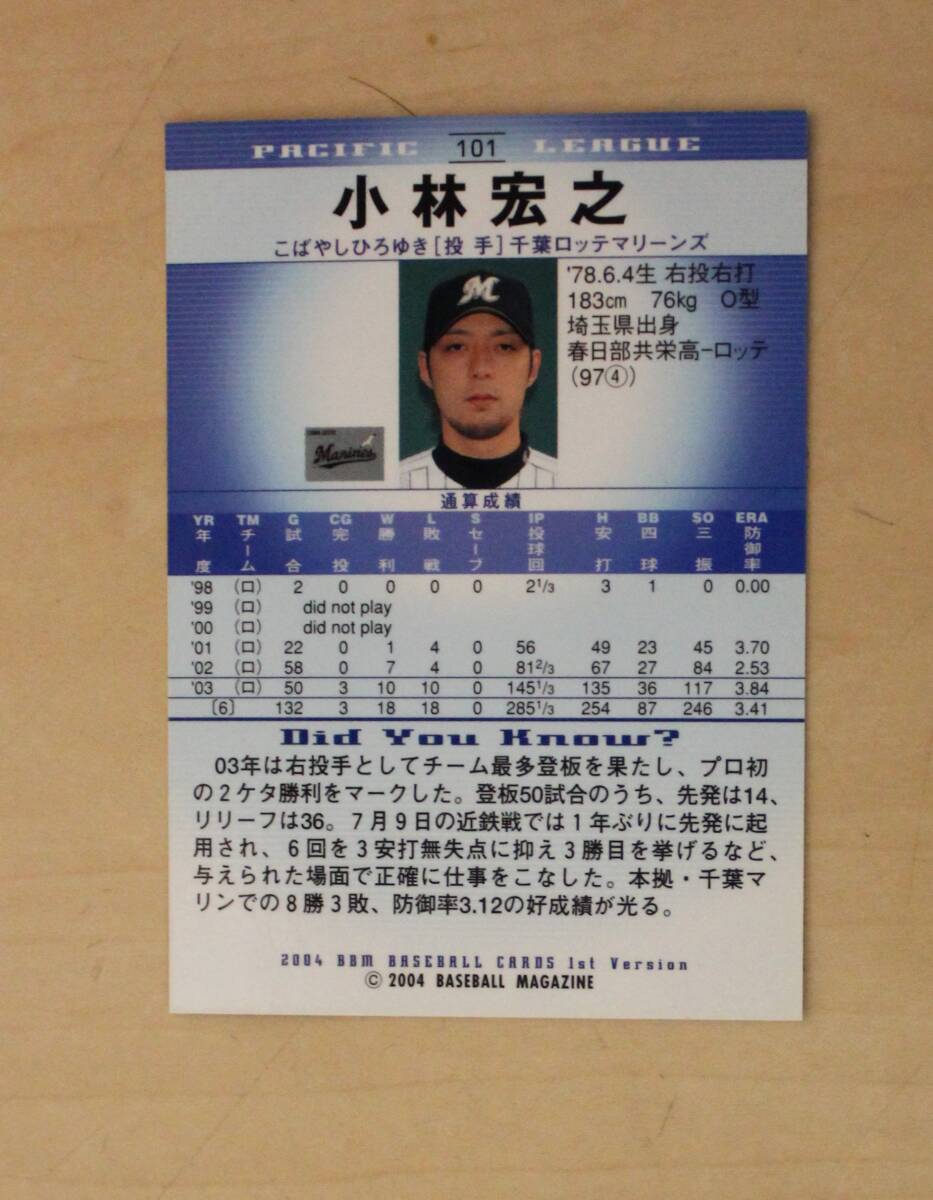 PACIFIC 101 LEAGUE
小林宏之
こばやしひろゆき[投 手]千葉ロッテマリーンズ
'78.6.4生 右投右打
183cm 76kg O型
埼玉県出身
春日部共栄高-ロッテ
(97④)
M
Marines
通算成績
YR TM G CG W L S IP H BB SO ERA
年度 チーム 試合 完投 勝利 敗戦 セーブ 投球回 安打 四球 三振 防御率
'98 (ロ) 2 0 0 0 0 2 1/3 3 1 0 0.00
'99 (ロ) did not play
'00 (ロ) did not play
'01 (ロ) 22 0 1 4 0 56 49 23 45 3.70
'02 (ロ) 58 0 7 4 0 81 2/3 67 27 84 2.53
'03 (ロ) 50 3 10 10 0 145 1/3 135 36 117 3.84
〔6〕 132 3 18 18 0 285 1/3 254 87 246 3.41
Did You Know?
03年は右投手としてチーム最多登板を果たし、プロ初
の2ケタ勝利をマークした。登板50試合のうち、先発は14、
リリーフは36。7月9日の近鉄戦では1年ぶりに先発に起
用され、6回を3安打無失点に抑え3勝目を挙げるなど、
与えられた場面で正確に仕事をこなした。本拠・千葉マ
リンでの8勝3敗、防御率3.12の好成績が光る。
2004 BBM BASEBALL CARDS 1st Version
© 2004 BASEBALL MAGAZINE